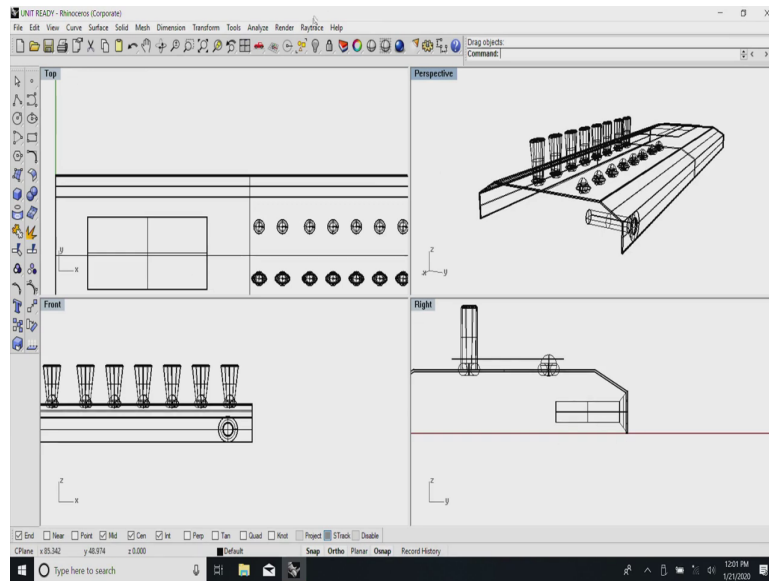 UNIT READY - Rhinoceros (Corporate)
File Edit View Curve Surface Solid Mesh Dimension Transform Tools Analyze Render Raytrace Help
Drag objects:
Command:
Top
Perspective
y
x
z
x y
Front
Right
z
x
z
y
End Near Point Mid Cen Int Perp Tan Quad Knot Project STrack Disable
CPlane x 85.342 y 48.974 z 0.000 Default Snap Ortho Planar Osnap Record History
Type here to search
12:01 PM
1/21/2020